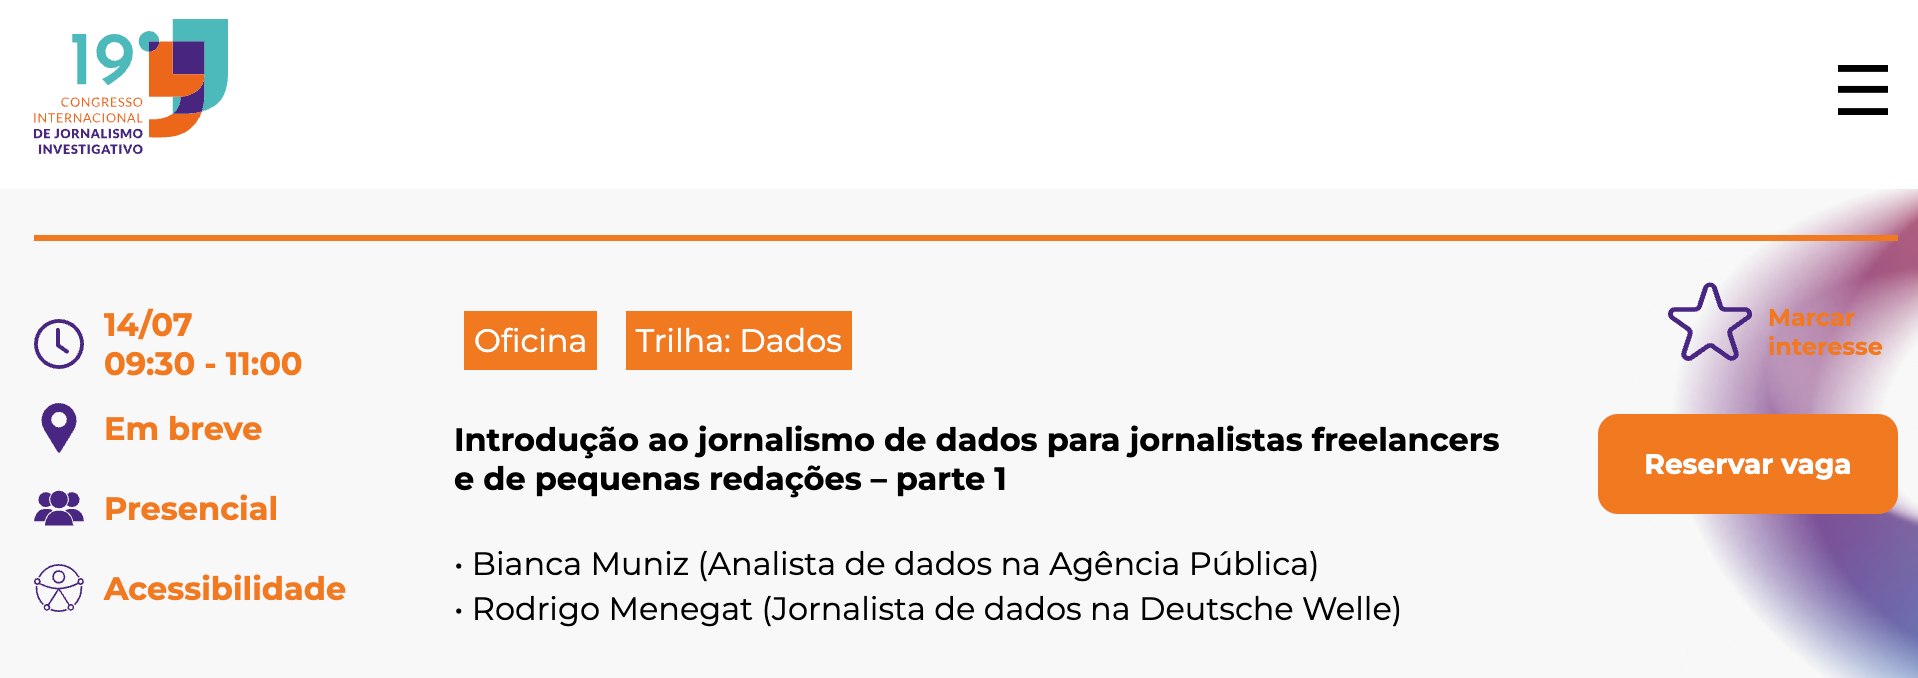 19º
CONGRESSO
INTERNACIONAL
DE JORNALISMO
INVESTIGATIVO
14/07
09:30 - 11:00
Em breve
Presencial
Acessibilidade
Oficina
Trilha: Dados
Introdução ao jornalismo de dados para jornalistas freelancers
e de pequenas redações – parte 1
• Bianca Muniz (Analista de dados na Agência Pública)
• Rodrigo Menegat (Jornalista de dados na Deutsche Welle)
Marcar
interesse
Reservar vaga